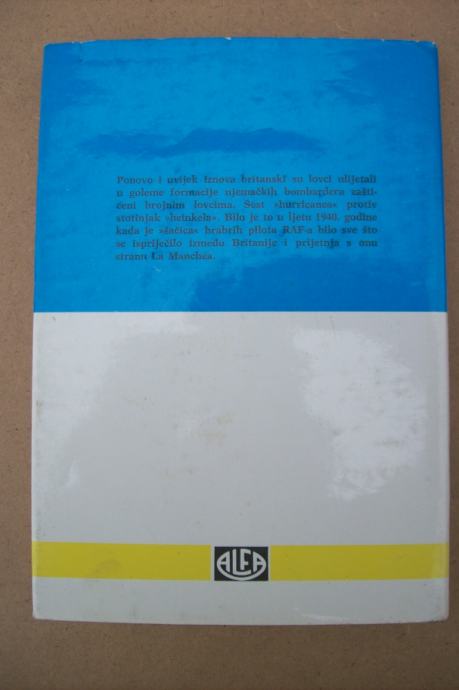 Ponovo i uvijek iznova britanski su lovci ulijetali
u goleme formacije njemačkih bombardera zašti-
ćeni brojnim lovcima. Šest »hurricanea« protiv
stotinjak »heinkela«. Bilo je to u ljetu 1940. godine
kada je »šačica« hrabrih pilota RAF-a bilo sve što
se ispriječilo između Britanije i prijetnja s onu
stranu La Manchea.
ALFA